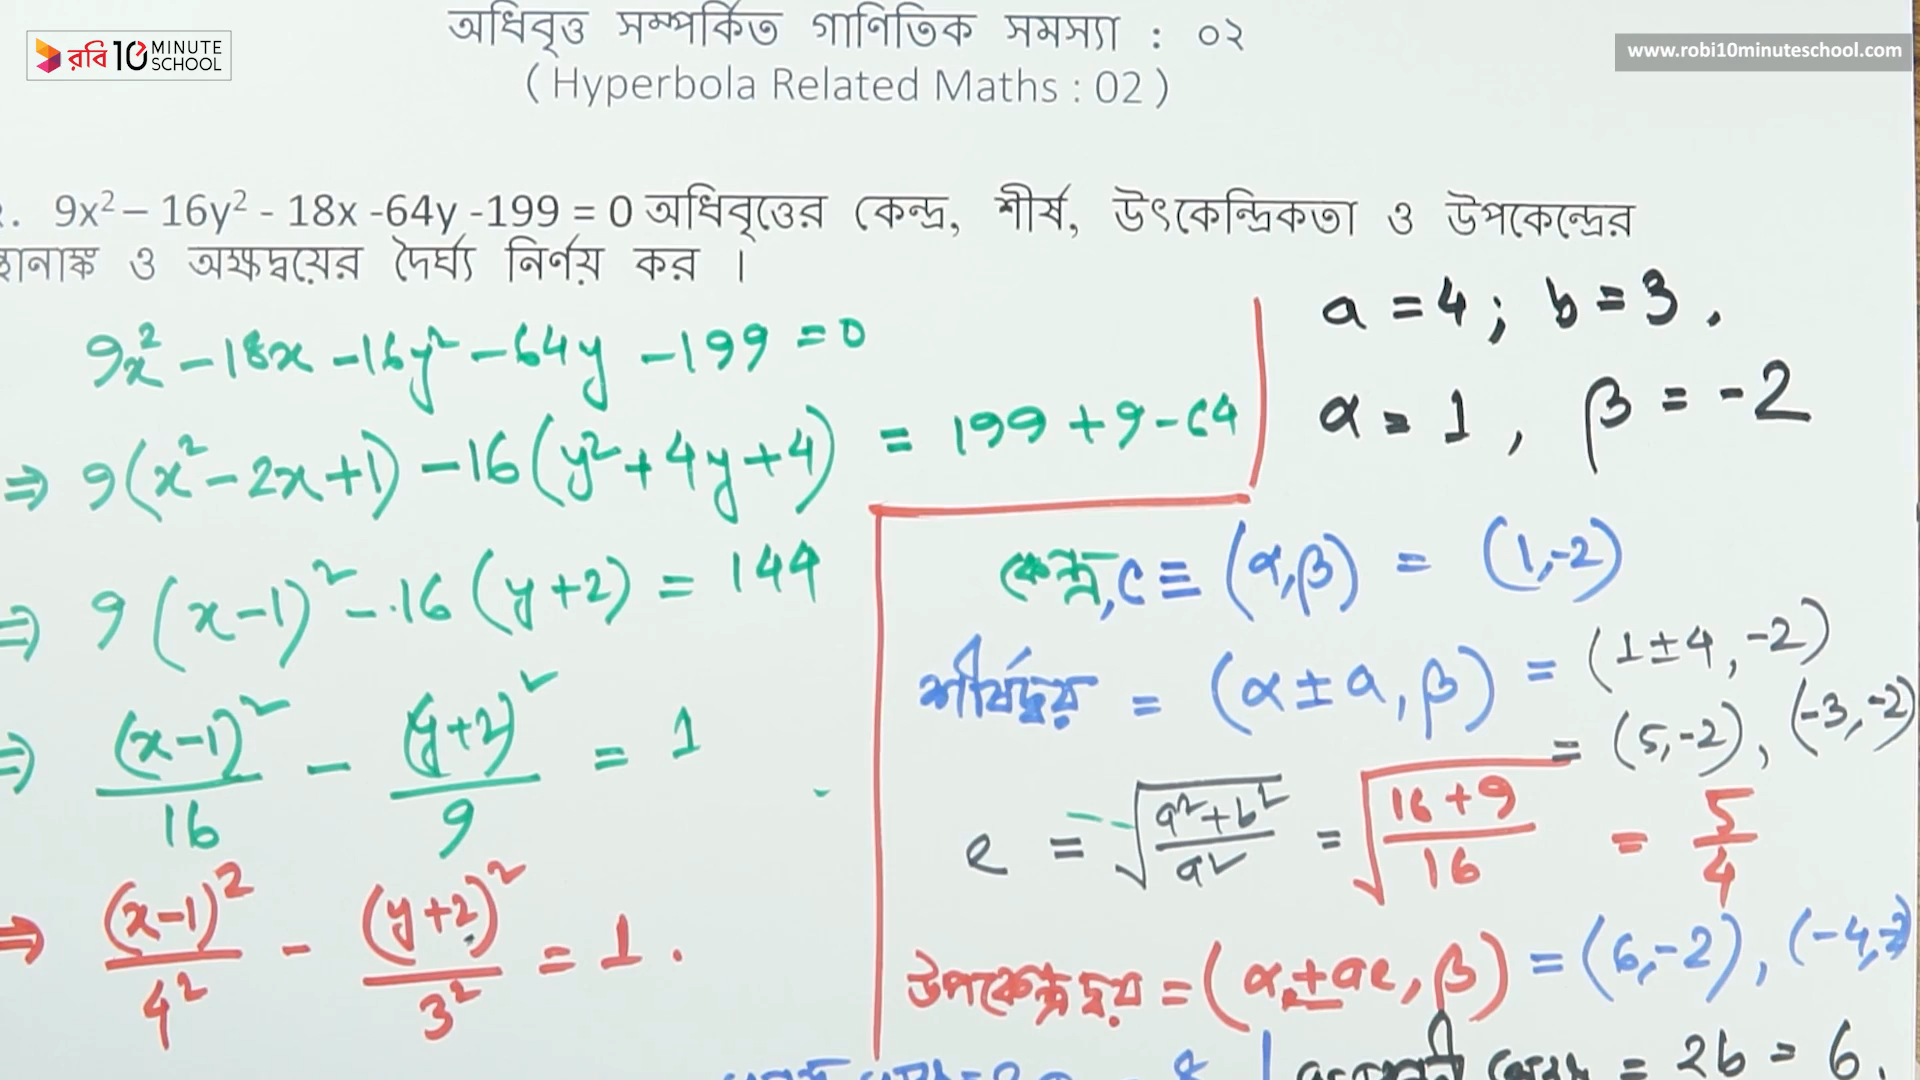 রবি 10 MINUTE SCHOOL
www.robi10minuteschool.com
অধিবৃত্ত সম্পর্কিত গাণিতিক সমস্যা : ০২
( Hyperbola Related Maths : 02 )
. 9x² – 16y² - 18x -64y -199 = 0 অধিবৃত্তের কেন্দ্র, শীর্ষ, উৎকেন্দ্রিকতা ও উপকেন্দ্রের
স্থানাঙ্ক ও অক্ষদ্বয়ের দৈর্ঘ্য নির্ণয় কর ।
9x² – 18x – 16y² – 64y – 199 = 0
⇒ 9(x² – 2x + 1) – 16(y² + 4y + 4) = 199 + 9 – 64
⇒ 9(x–1)² – 16(y+2) = 144
⇒ (x–1)²/16 – (y+2)²/9 = 1
⇒ (x–1)²/4² – (y+2)²/3² = 1.
a = 4; b = 3.
α = 1, β = -2
কেন্দ্র, C ≡ (α,β) = (1,-2)
শীর্ষদ্বয় = (α ± a, β) = (1±4, -2)
= (5,-2), (-3,-2)
e = √((a²+b²)/a²) = √((16+9)/16) = 5/4
উপকেন্দ্রদ্বয় = (α ± ae, β) = (6,-2), (-4,-2)
= 2b = 6.